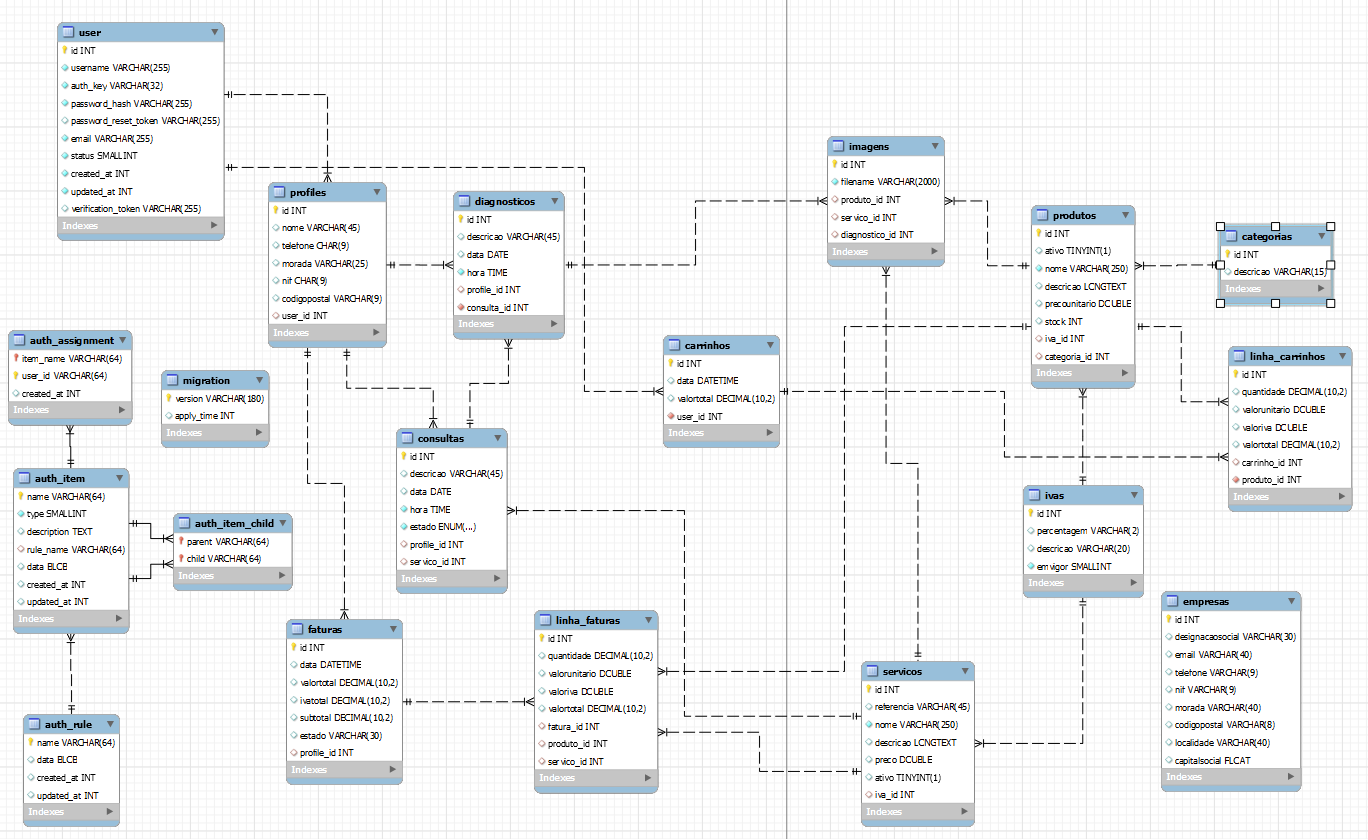 user
id INT
username VARCHAR(255)
auth_key VARCHAR(32)
password_hash VARCHAR(255)
password_reset_token VARCHAR(255)
email VARCHAR(255)
status SMALLINT
created_at INT
updated_at INT
verification_token VARCHAR(255)
Indexes
profiles
id INT
nome VARCHAR(45)
telefone CHAR(9)
morada VARCHAR(25)
nif CHAR(9)
codigopostal VARCHAR(9)
user_id INT
Indexes
diagnosticos
id INT
descricao VARCHAR(45)
data DATE
hora TIME
profile_id INT
consulta_id INT
Indexes
imagens
id INT
filename VARCHAR(2000)
produto_id INT
servico_id INT
diagnostico_id INT
Indexes
produtos
id INT
ativo TINYINT(1)
nome VARCHAR(250)
descricao LONGTEXT
precounitario DOUBLE
stock INT
iva_id INT
categoria_id INT
Indexes
categorias
id INT
descricao VARCHAR(15)
Indexes
auth_assignment
item_name VARCHAR(64)
user_id VARCHAR(64)
created_at INT
Indexes
migration
version VARCHAR(180)
apply_time INT
Indexes
carrinhos
id INT
data DATETIME
valortotal DECIMAL(10,2)
user_id INT
Indexes
linha_carrinhos
id INT
quantidade DECIMAL(10,2)
valorunitario DOUBLE
valoriva DOUBLE
valortotal DECIMAL(10,2)
carrinho_id INT
produto_id INT
Indexes
auth_item
name VARCHAR(64)
type SMALLINT
description TEXT
rule_name VARCHAR(64)
data BLOB
created_at INT
updated_at INT
Indexes
auth_item_child
parent VARCHAR(64)
child VARCHAR(64)
Indexes
consultas
id INT
descricao VARCHAR(45)
data DATE
hora TIME
estado ENUM(...)
profile_id INT
servico_id INT
Indexes
ivas
id INT
percentagem VARCHAR(2)
descricao VARCHAR(20)
emvigor SMALLINT
Indexes
auth_rule
name VARCHAR(64)
data BLOB
created_at INT
updated_at INT
Indexes
faturas
id INT
data DATETIME
valortotal DECIMAL(10,2)
ivatotal DECIMAL(10,2)
subtotal DECIMAL(10,2)
estado VARCHAR(30)
profile_id INT
Indexes
linha_faturas
id INT
quantidade DECIMAL(10,2)
valorunitario DOUBLE
valoriva DOUBLE
valortotal DECIMAL(10,2)
fatura_id INT
produto_id INT
servico_id INT
Indexes
servicos
id INT
referencia VARCHAR(45)
nome VARCHAR(250)
descricao LONGTEXT
preco DOUBLE
ativo TINYINT(1)
iva_id INT
Indexes
empresas
id INT
designacaosocial VARCHAR(30)
email VARCHAR(40)
telefone VARCHAR(9)
nif VARCHAR(9)
morada VARCHAR(40)
codigopostal VARCHAR(8)
localidade VARCHAR(40)
capitalsocial FLOAT
Indexes